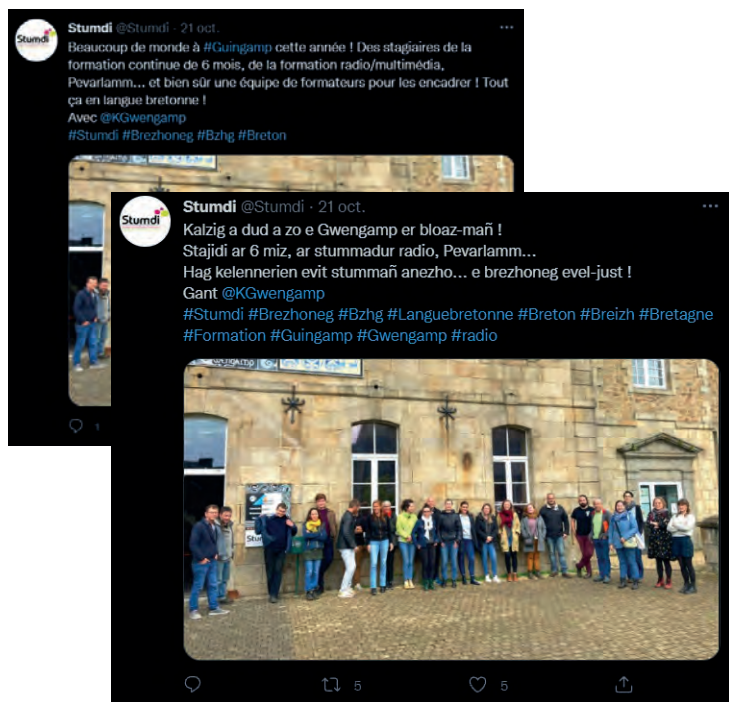 Stumdi
Stumdi @Stumdi · 21 oct.
Beaucoup de monde à #Guingamp cette année ! Des stagiaires de la
formation continue de 6 mois, de la formation radio/multimédia,
Pevarlamm... et bien sûr une équipe de formateurs pour les encadrer ! Tout
ça en langue bretonne !
Avec @KGwengamp
#Stumdi #Brezhoneg #Bzhg #Breton
1
Stumdi
Stumdi @Stumdi · 21 oct.
Kalzig a dud a zo e Gwengamp er bloaz-mañ !
Stajidi ar 6 miz, ar stummadur radio, Pevarlamm...
Hag kelennerien evit stummañ anezho... e brezhoneg evel-just !
Gant @KGwengamp
#Stumdi #Brezhoneg #Bzhg #Languebretonne #Breton #Breizh #Bretagne
#Formation #Guingamp #Gwengamp #radio
5
5